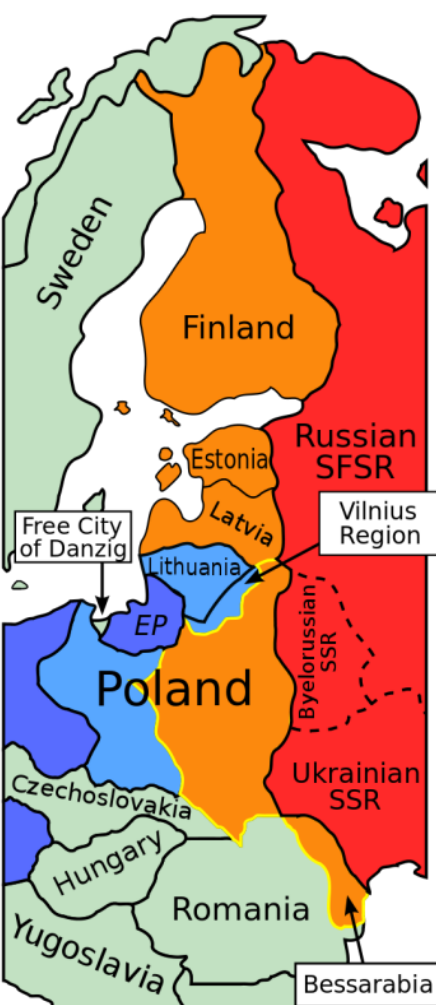 Sweden
Finland
Russian
SFSR
Estonia
Latvia
Vilnius
Region
Free City
of Danzig
Lithuania
EP
Byelorussian
SSR
Poland
Ukrainian
SSR
Czechoslovakia
Hungary
Romania
Yugoslavia
Bessarabia